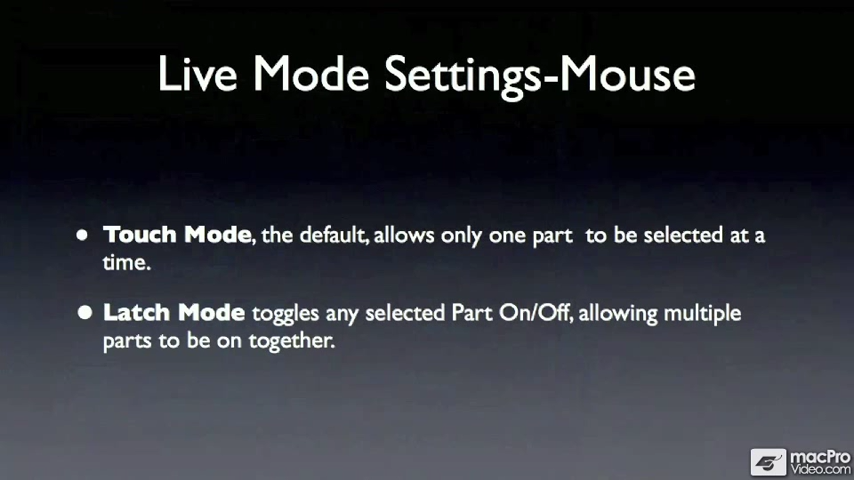 Live Mode Settings-Mouse
• Touch Mode, the default, allows only one part to be selected at a
time.
• Latch Mode toggles any selected Part On/Off, allowing multiple
parts to be on together.
macPro
Video.com